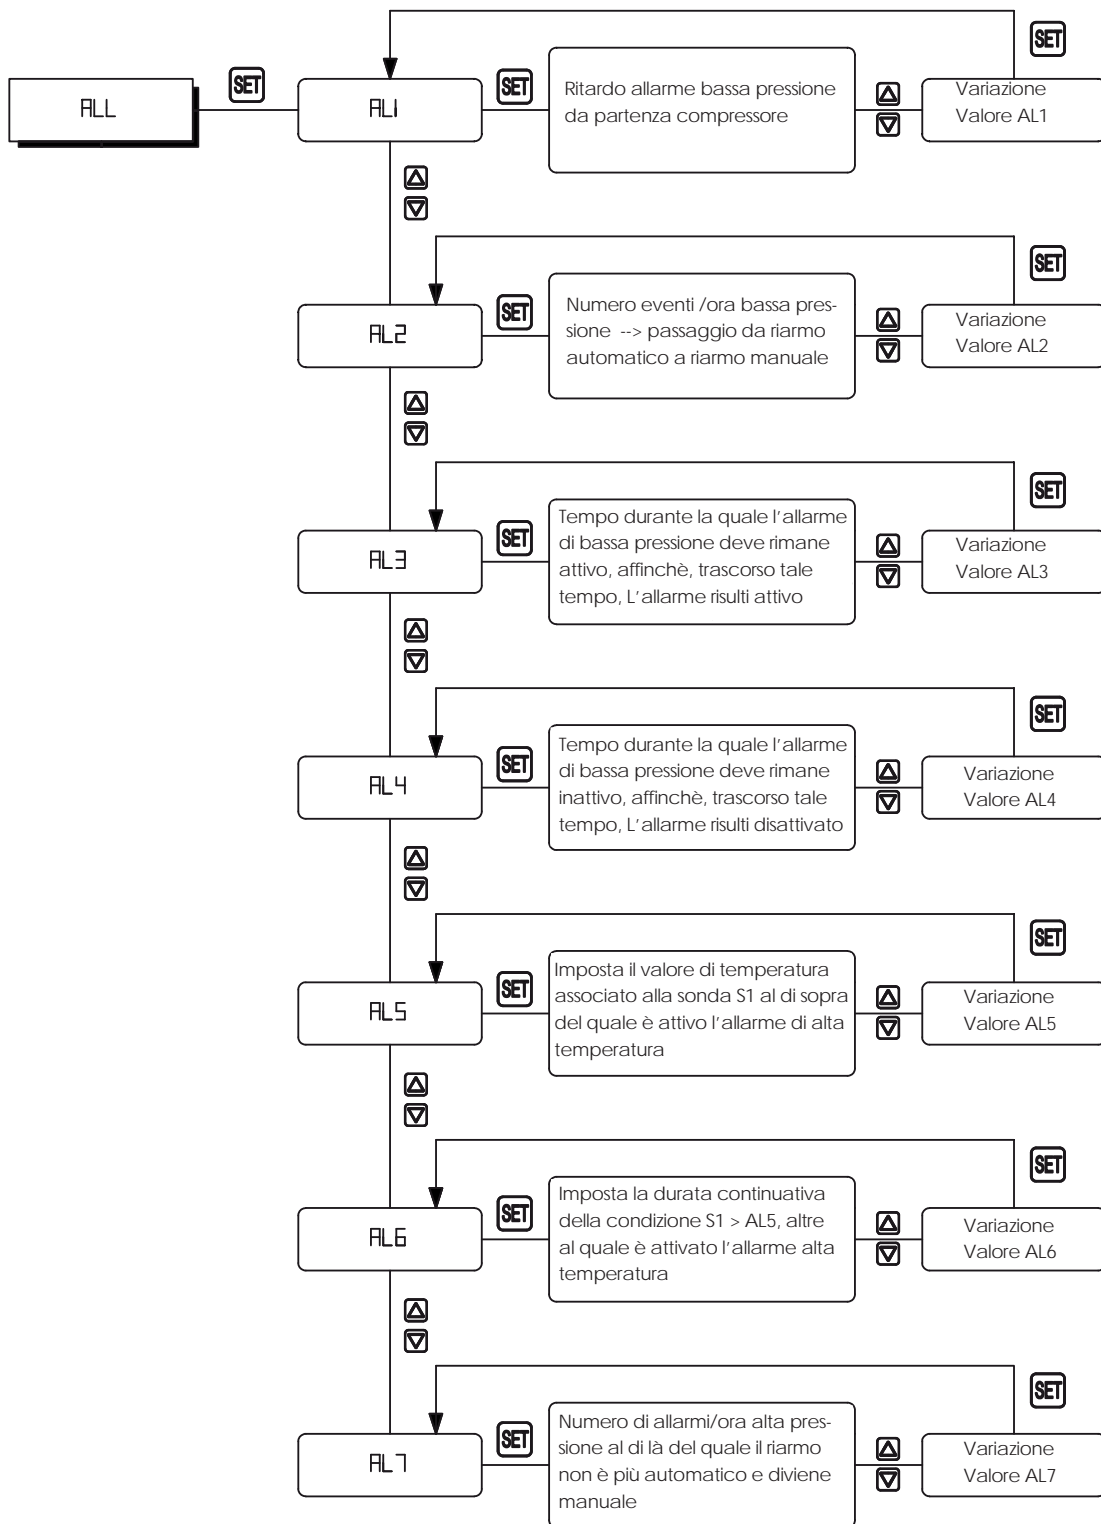 SET
SET
ALL
SET
AL1
Ritardo allarme bassa pressione
da partenza compressore
Variazione
Valore AL1
SET
SET
AL2
Numero eventi /ora bassa pres-
sione --> passaggio da riarmo
automatico a riarmo manuale
Variazione
Valore AL2
SET
SET
AL3
Tempo durante la quale l'allarme
di bassa pressione deve rimane
attivo, affinchè, trascorso tale
tempo, L'allarme risulti attivo
Variazione
Valore AL3
SET
SET
AL4
Tempo durante la quale l'allarme
di bassa pressione deve rimane
inattivo, affinchè, trascorso tale
tempo, L'allarme risulti disattivato
Variazione
Valore AL4
SET
SET
AL5
Imposta il valore di temperatura
associato alla sonda S1 al di sopra
del quale è attivo l'allarme di alta
temperatura
Variazione
Valore AL5
SET
SET
AL6
Imposta la durata continuativa
della condizione S1 > AL5, altre
al quale è attivato l'allarme alta
temperatura
Variazione
Valore AL6
SET
SET
AL7
Numero di allarmi/ora alta pres-
sione al di là del quale il riarmo
non è più automatico e diviene
manuale
Variazione
Valore AL7